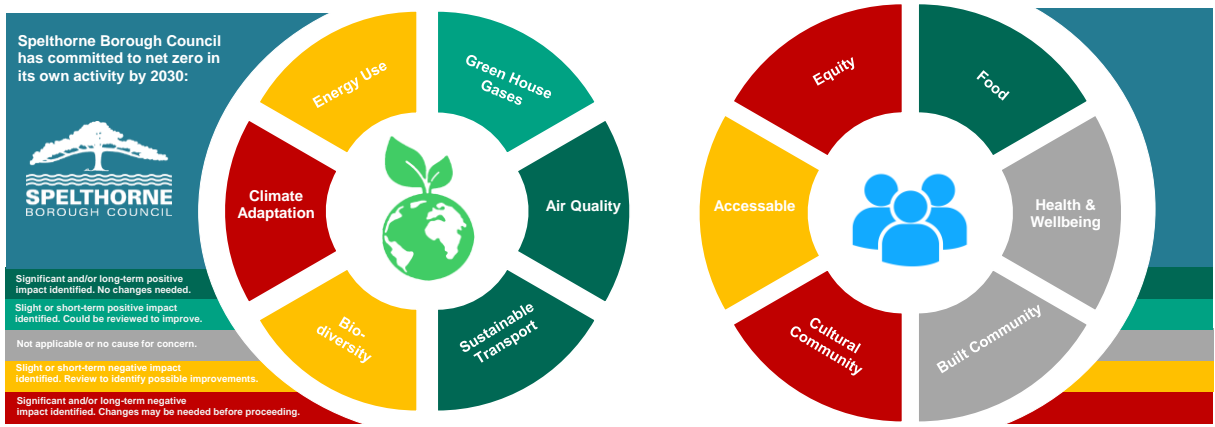 Spelthorne Borough Council
has committed to net zero in
its own activity by 2030:
SPELTHORNE
BOROUGH COUNCIL
Significant and/or long-term positive
impact identified. No changes needed.
Slight or short-term positive impact
identified. Could be reviewed to improve.
Not applicable or no cause for concern.
Slight or short-term negative impact
identified. Review to identify possible improvements.
Significant and/or long-term negative
impact identified. Changes may be needed before proceeding.
Energy Use
Green House
Gases
Climate
Adaptation
Air Quality
Bio-
diversity
Sustainable
Transport
Equity
Food
Accessable
Health &
Wellbeing
Cultural
Community
Built Community